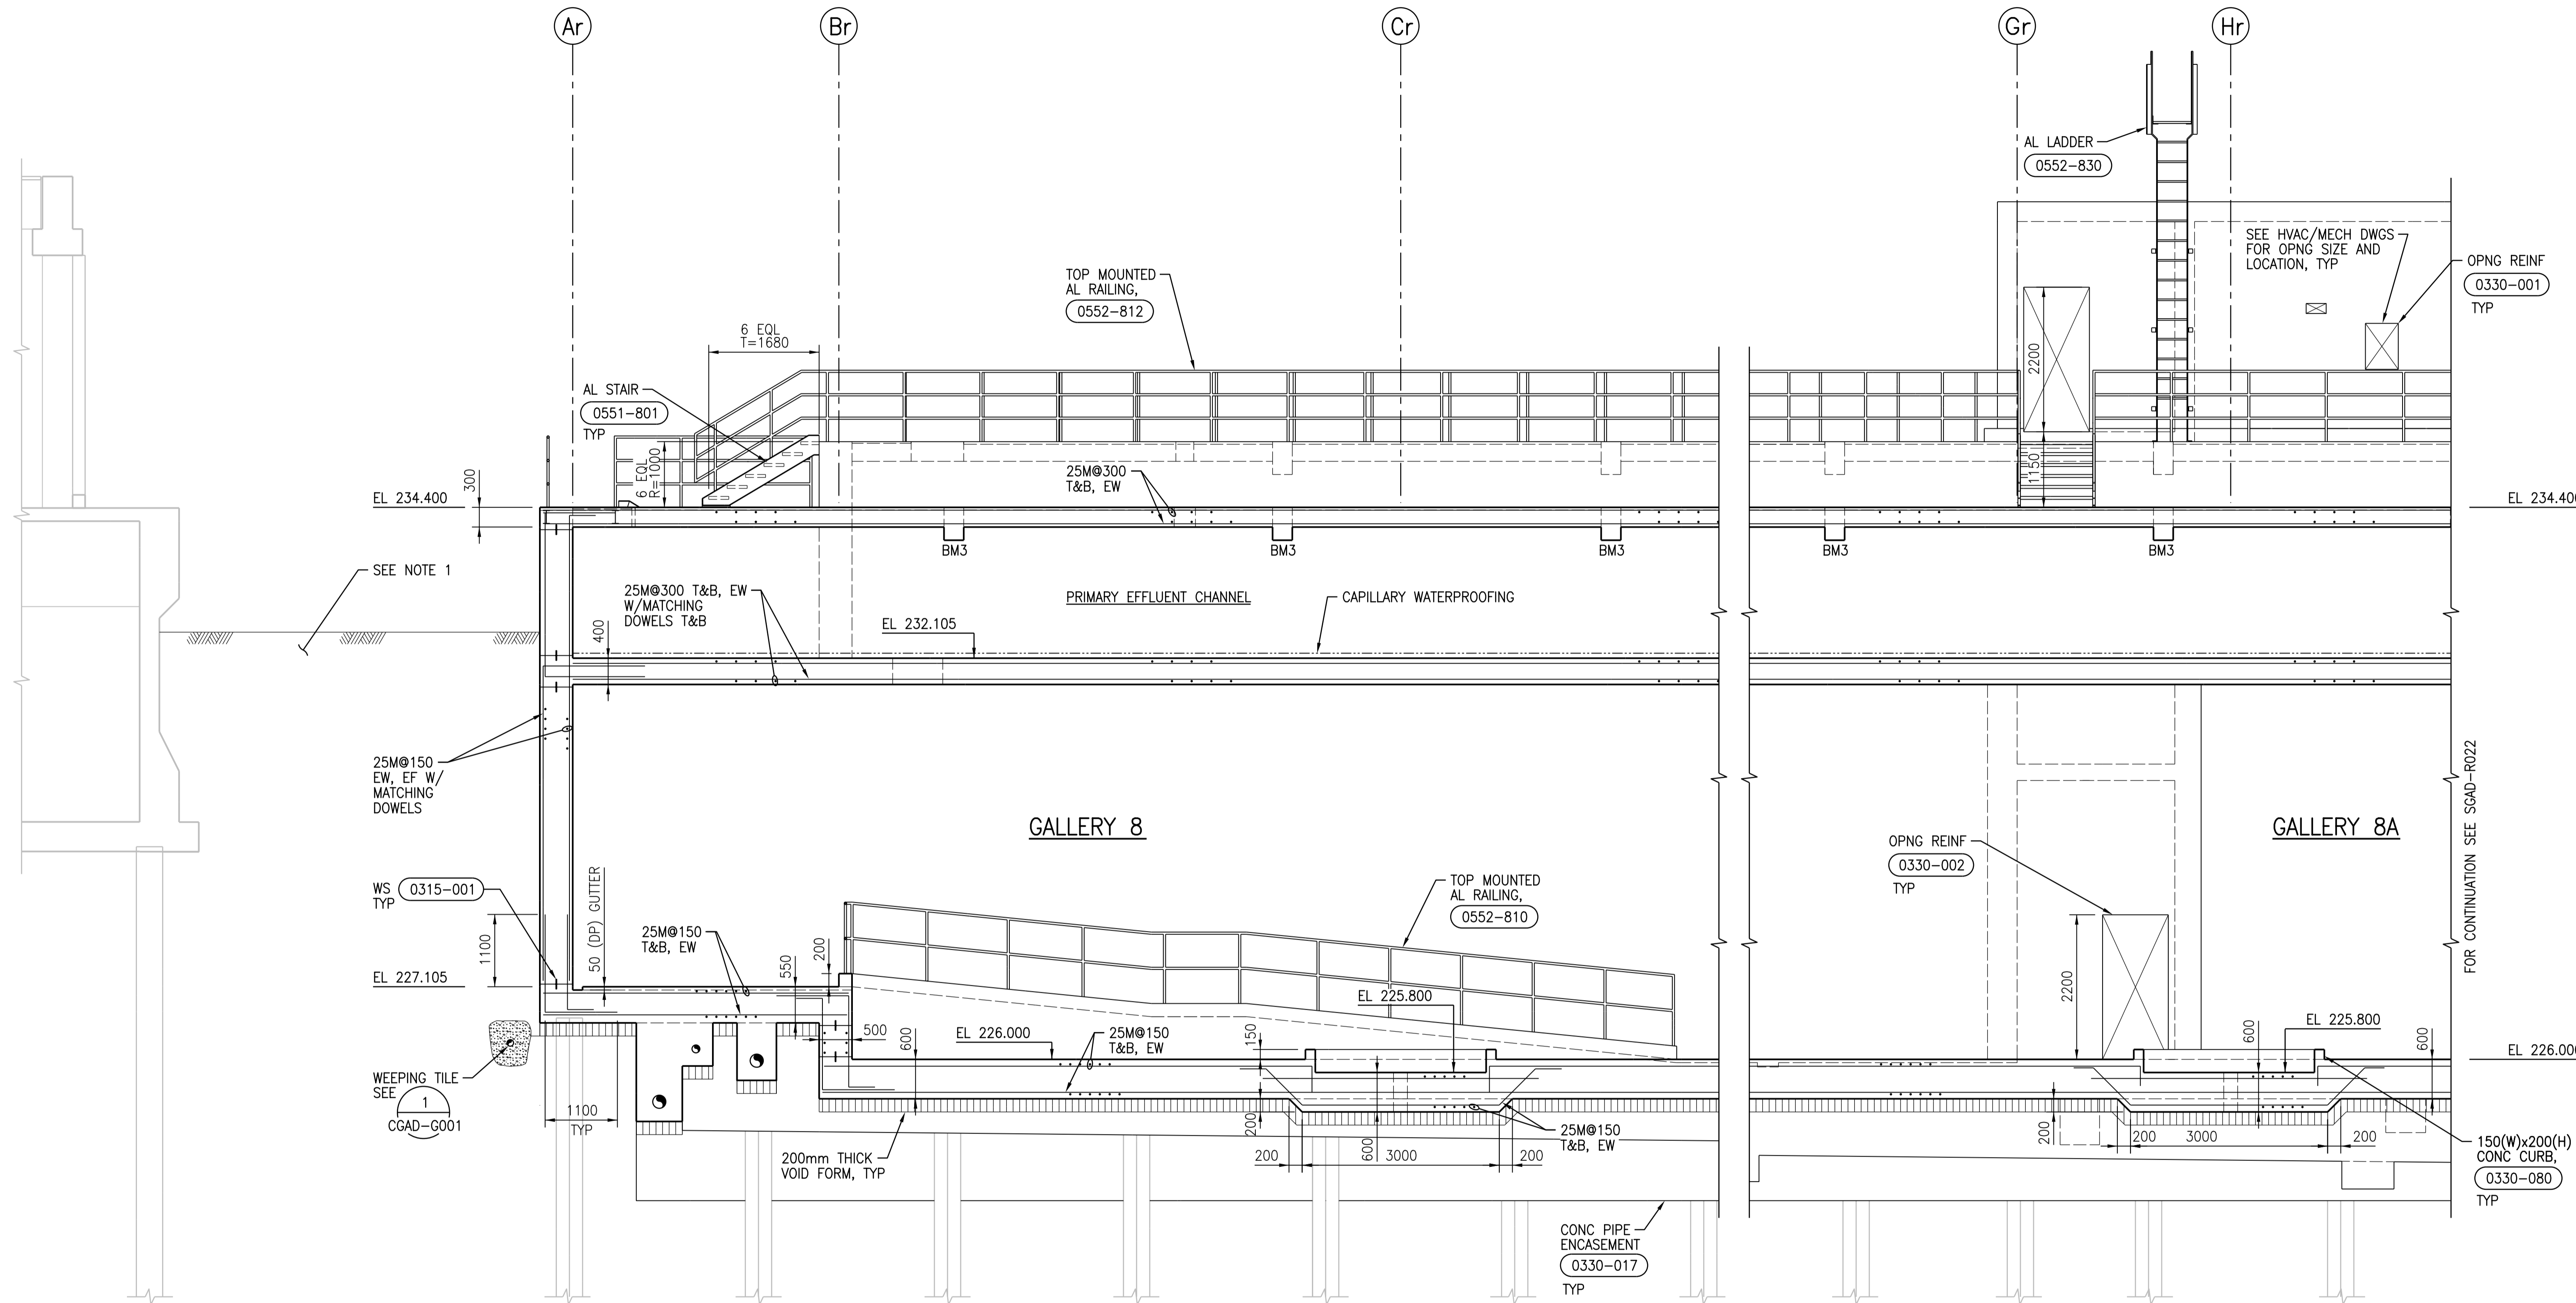 Ar
Br
Cr
Gr
Hr
AL LADDER
0552-830
SEE HVAC/MECH DWGS
FOR OPNG SIZE AND
LOCATION, TYP
OPNG REINF
0330-001
TYP
TOP MOUNTED
AL RAILING,
0552-812
6 EQL
T=1680
AL STAIR
0551-801
TYP
2200
1150
6 EQL
R=1000
25M@300
T&B, EW
300
EL 234.400
EL 234.400
BM3
BM3
BM3
BM3
BM3
SEE NOTE 1
25M@300 T&B, EW
W/MATCHING
DOWELS T&B
PRIMARY EFFLUENT CHANNEL
CAPILLARY WATERPROOFING
400
EL 232.105
25M@150
EW, EF W/
MATCHING
DOWELS
GALLERY 8
GALLERY 8A
FOR CONTINUATION SEE SGAD-R022
OPNG REINF
0330-002
TYP
WS 0315-001
TYP
1100
50 (DP) GUTTER
25M@150
T&B, EW
550
200
TOP MOUNTED
AL RAILING,
0552-810
EL 227.105
2200
EL 225.800
EL 225.800
500
600
EL 226.000
25M@150
T&B, EW
150
600
600
EL 226.000
WEEPING TILE
SEE
1
CGAD-G001
1100
TYP
200mm THICK
VOID FORM, TYP
200
200
600
3000
200
25M@150
T&B, EW
200
200
3000
200
150(W)x200(H)
CONC CURB,
0330-080
TYP
CONC PIPE
ENCASEMENT
0330-017
TYP